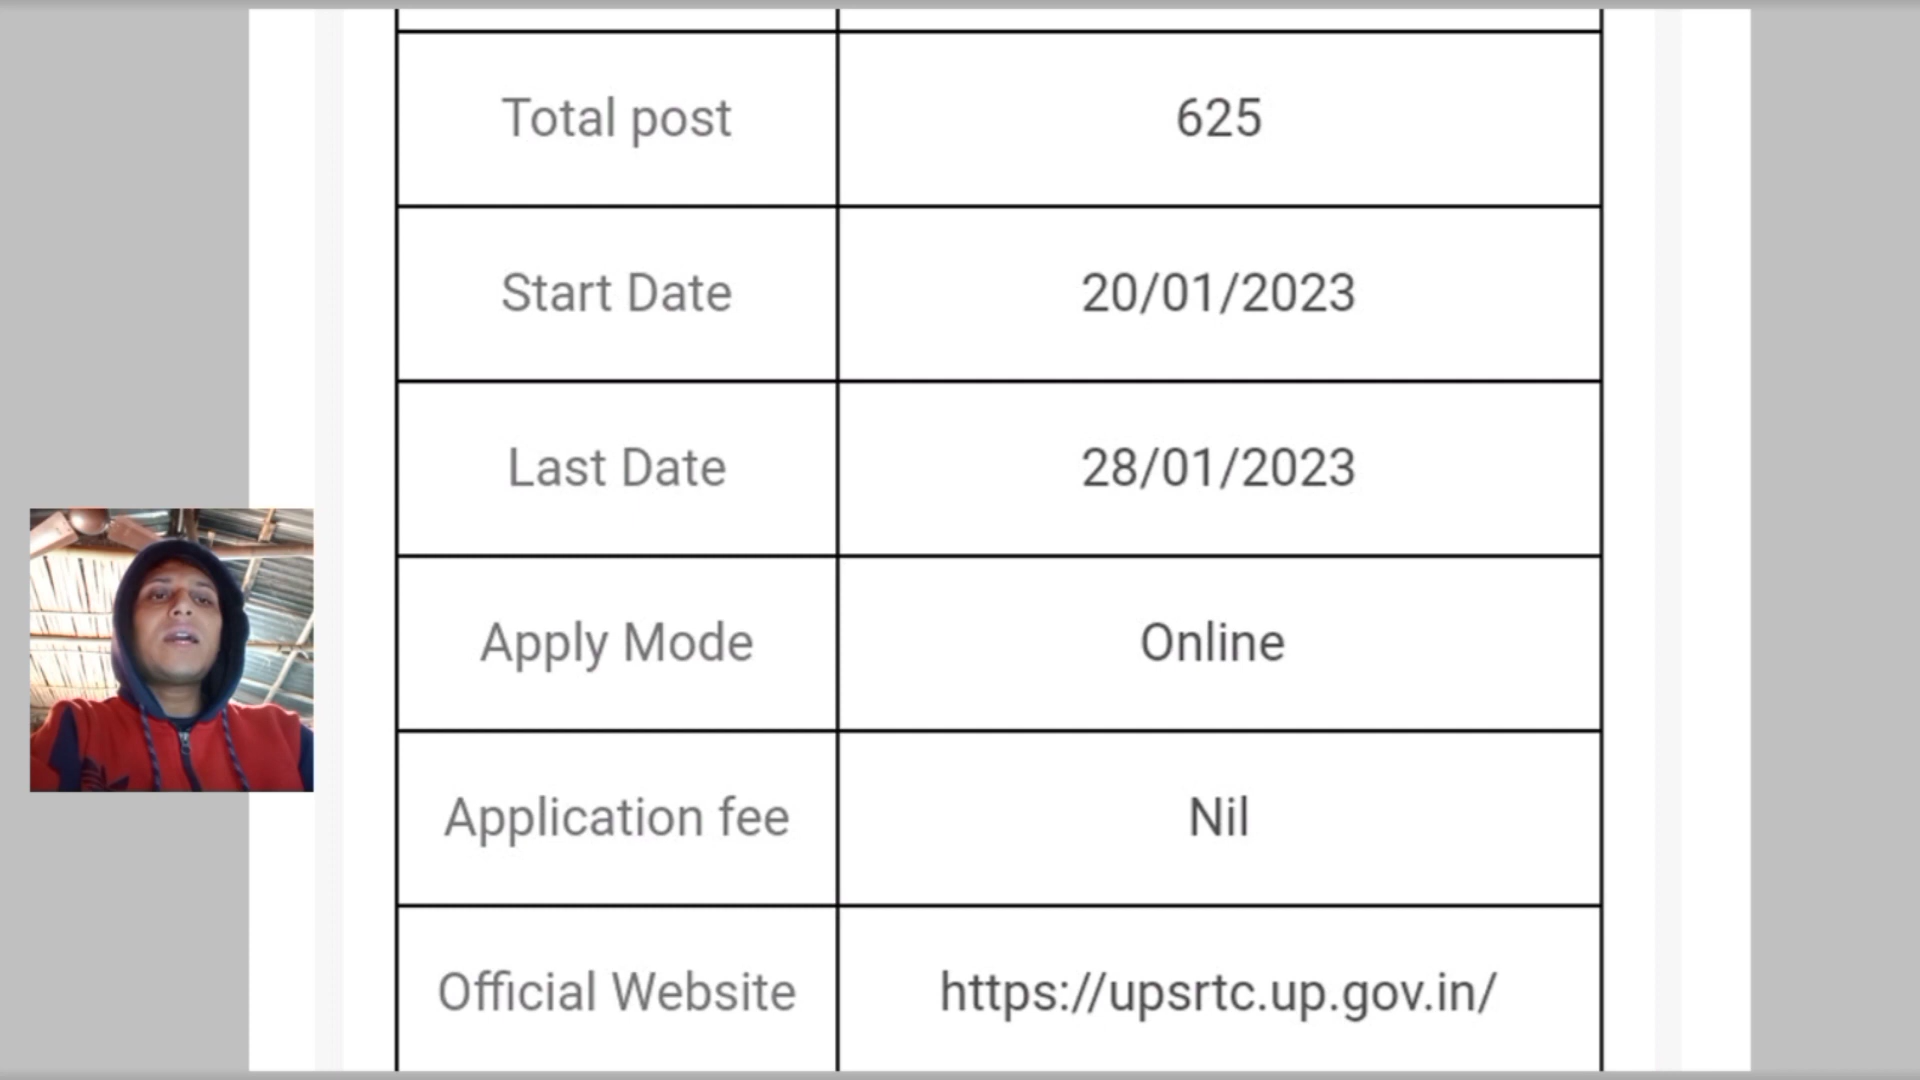 Total post 625
Start Date 20/01/2023
Last Date 28/01/2023
Apply Mode Online
Application fee Nil
Official Website https://upsrtc.up.gov.in/